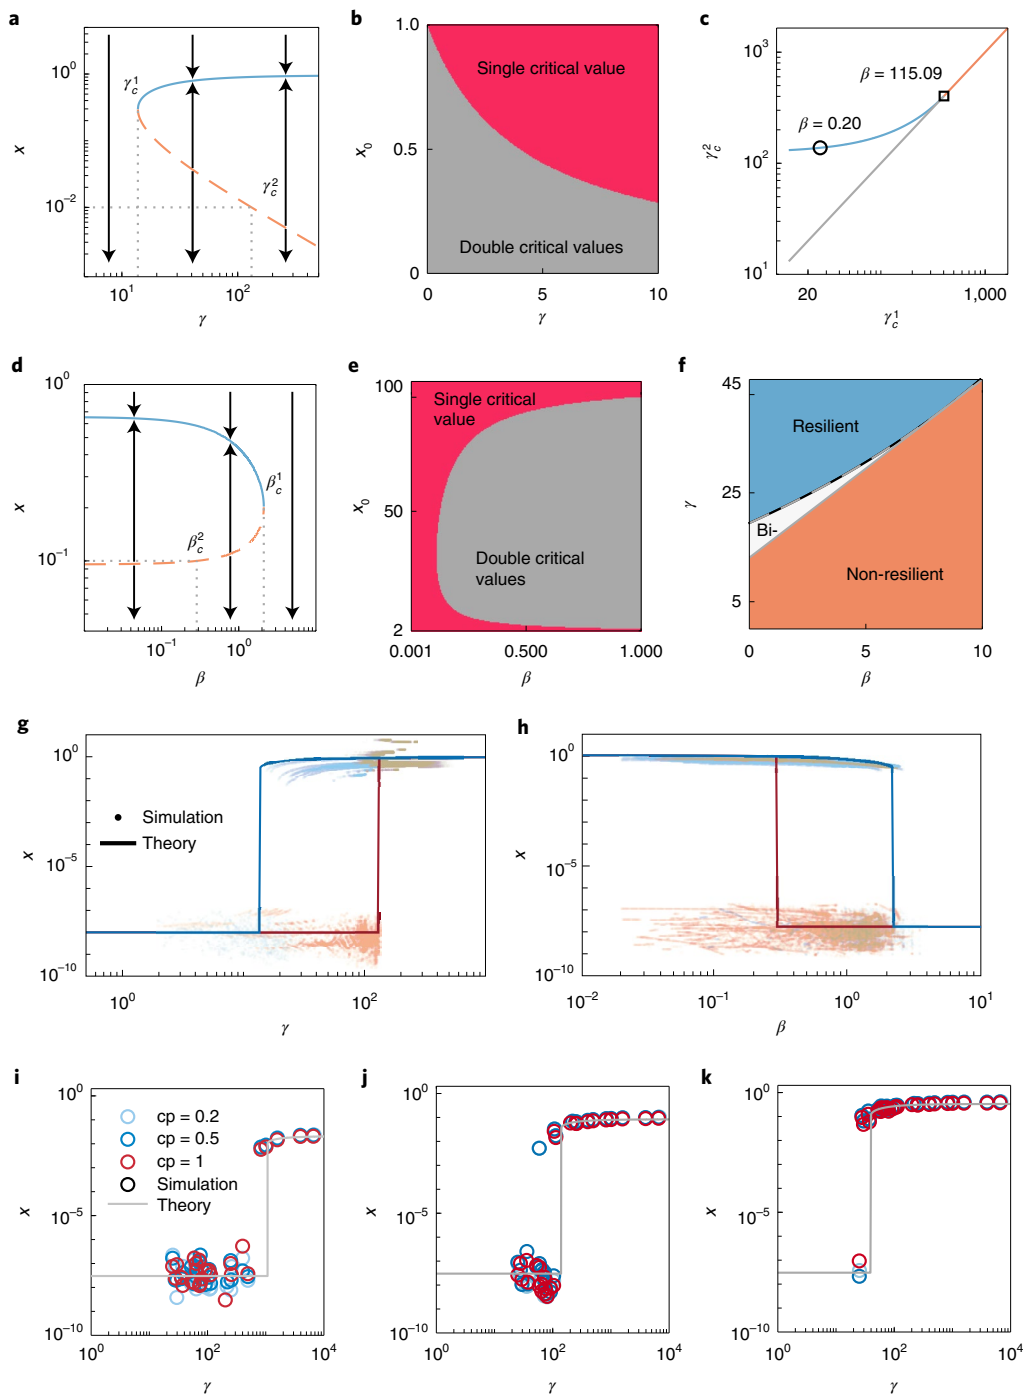 a
10^0
10^-2
x
γ_c^1
γ_c^2
10^1
10^2
γ
b
1.0
0.5
0
x_0
Single critical value
Double critical values
0
5
10
γ
c
10^3
10^2
10^1
γ_c^2
β = 115.09
β = 0.20
20
1,000
γ_c^1
d
10^0
10^-1
x
β_c^1
β_c^2
10^-1
10^0
β
e
100
50
2
x_0
Single critical
value
Double critical
values
0.001
0.500
1.000
β
f
45
25
5
γ
Resilient
Bi-
Non-resilient
0
5
10
β
g
10^0
10^-5
10^-10
x
Simulation
Theory
10^0
10^2
γ
h
10^0
10^-5
10^-10
x
10^-2
10^-1
10^0
10^1
β
i
10^0
10^-5
10^-10
x
cp = 0.2
cp = 0.5
cp = 1
Simulation
Theory
10^0
10^2
10^4
γ
j
10^0
10^-5
10^-10
x
10^0
10^2
10^4
γ
k
10^0
10^-5
10^-10
x
10^0
10^2
10^4
γ